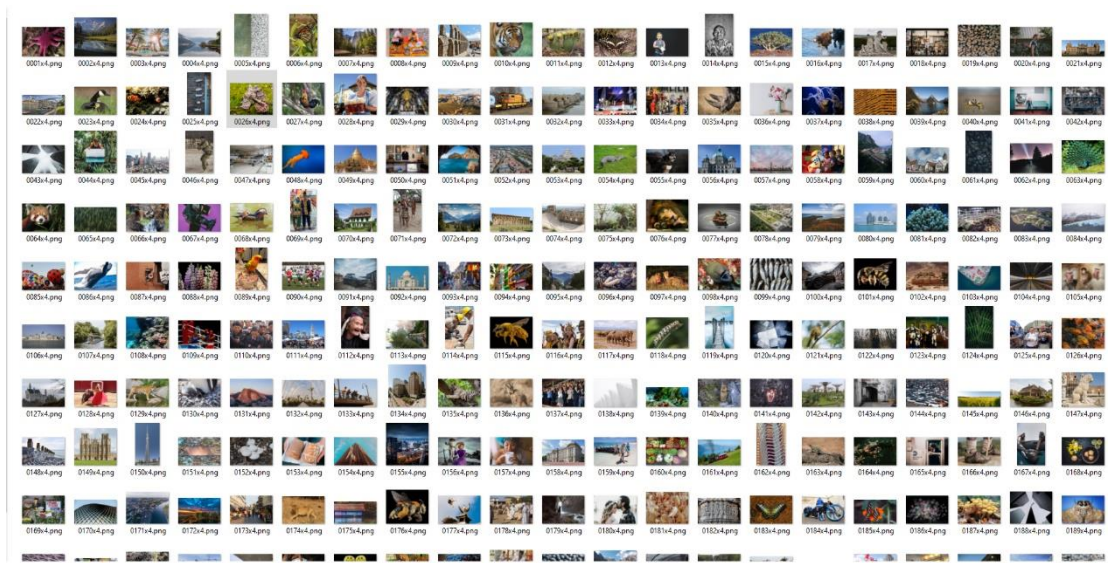 0001x4.png 0002x4.png 0003x4.png 0004x4.png 0005x4.png 0006x4.png 0007x4.png 0008x4.png 0009x4.png 0010x4.png 0011x4.png 0012x4.png 0013x4.png 0014x4.png 0015x4.png 0016x4.png 0017x4.png 0018x4.png 0019x4.png 0020x4.png 0021x4.png
0022x4.png 0023x4.png 0024x4.png 0025x4.png 0026x4.png 0027x4.png 0028x4.png 0029x4.png 0030x4.png 0031x4.png 0032x4.png 0033x4.png 0034x4.png 0035x4.png 0036x4.png 0037x4.png 0038x4.png 0039x4.png 0040x4.png 0041x4.png 0042x4.png
0043x4.png 0044x4.png 0045x4.png 0046x4.png 0047x4.png 0048x4.png 0049x4.png 0050x4.png 0051x4.png 0052x4.png 0053x4.png 0054x4.png 0055x4.png 0056x4.png 0057x4.png 0058x4.png 0059x4.png 0060x4.png 0061x4.png 0062x4.png 0063x4.png
0064x4.png 0065x4.png 0066x4.png 0067x4.png 0068x4.png 0069x4.png 0070x4.png 0071x4.png 0072x4.png 0073x4.png 0074x4.png 0075x4.png 0076x4.png 0077x4.png 0078x4.png 0079x4.png 0080x4.png 0081x4.png 0082x4.png 0083x4.png 0084x4.png
0085x4.png 0086x4.png 0087x4.png 0088x4.png 0089x4.png 0090x4.png 0091x4.png 0092x4.png 0093x4.png 0094x4.png 0095x4.png 0096x4.png 0097x4.png 0098x4.png 0099x4.png 0100x4.png 0101x4.png 0102x4.png 0103x4.png 0104x4.png 0105x4.png
0106x4.png 0107x4.png 0108x4.png 0109x4.png 0110x4.png 0111x4.png 0112x4.png 0113x4.png 0114x4.png 0115x4.png 0116x4.png 0117x4.png 0118x4.png 0119x4.png 0120x4.png 0121x4.png 0122x4.png 0123x4.png 0124x4.png 0125x4.png 0126x4.png
0127x4.png 0128x4.png 0129x4.png 0130x4.png 0131x4.png 0132x4.png 0133x4.png 0134x4.png 0135x4.png 0136x4.png 0137x4.png 0138x4.png 0139x4.png 0140x4.png 0141x4.png 0142x4.png 0143x4.png 0144x4.png 0145x4.png 0146x4.png 0147x4.png
0148x4.png 0149x4.png 0150x4.png 0151x4.png 0152x4.png 0153x4.png 0154x4.png 0155x4.png 0156x4.png 0157x4.png 0158x4.png 0159x4.png 0160x4.png 0161x4.png 0162x4.png 0163x4.png 0164x4.png 0165x4.png 0166x4.png 0167x4.png 0168x4.png
0169x4.png 0170x4.png 0171x4.png 0172x4.png 0173x4.png 0174x4.png 0175x4.png 0176x4.png 0177x4.png 0178x4.png 0179x4.png 0180x4.png 0181x4.png 0182x4.png 0183x4.png 0184x4.png 0185x4.png 0186x4.png 0187x4.png 0188x4.png 0189x4.png